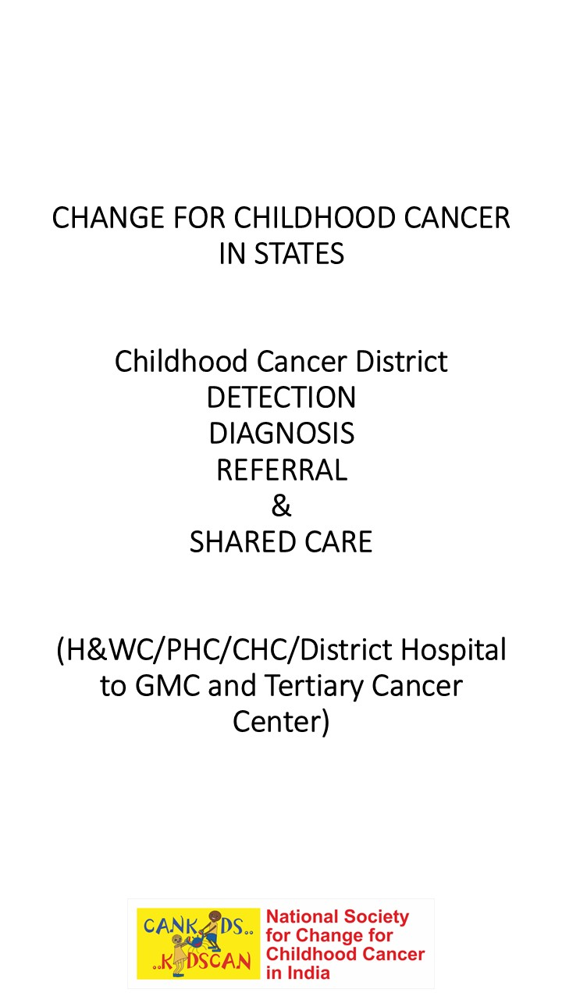 CHANGE FOR CHILDHOOD CANCER
IN STATES
Childhood Cancer District
DETECTION
DIAGNOSIS
REFERRAL
&
SHARED CARE
(H&WC/PHC/CHC/District Hospital
to GMC and Tertiary Cancer
Center)
CANKIDS..
..KIDSCAN
National Society
for Change for
Childhood Cancer
in India